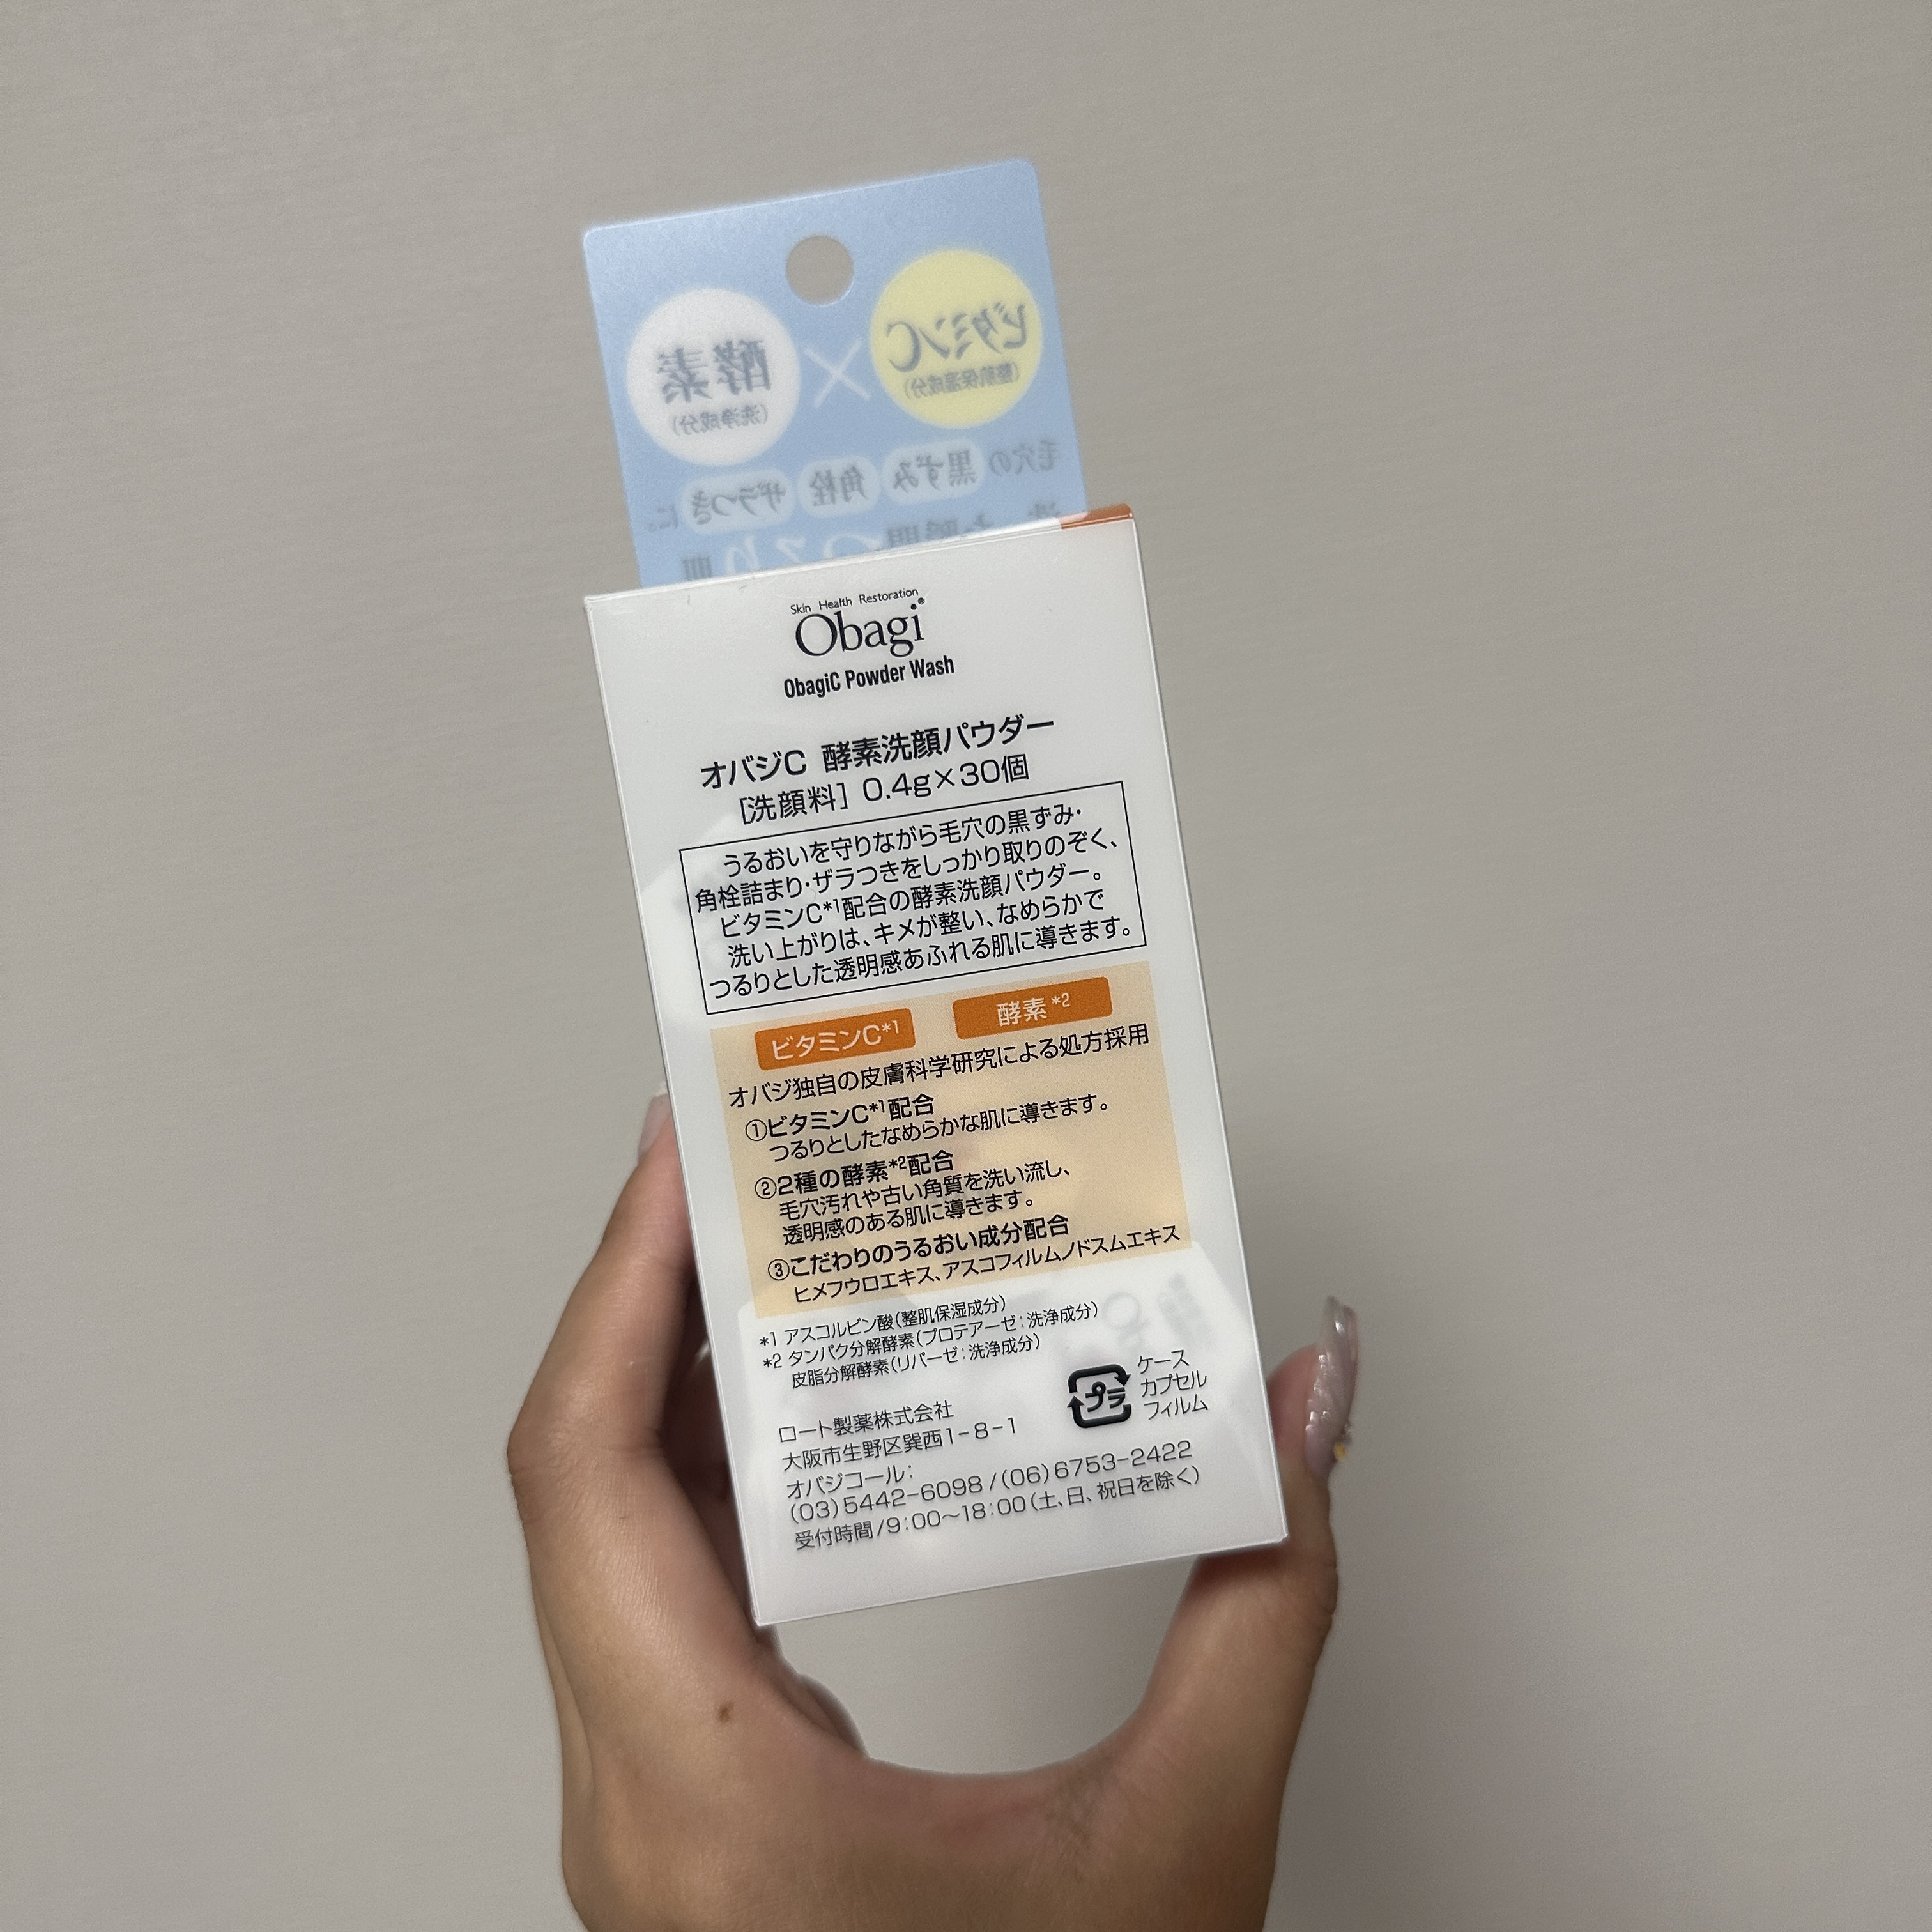 ビタミンC
(整肌保湿成分)
×
酵素
(洗浄成分)
毛穴の 黒ずみ 角栓 ザラつき に。
Skin Health Restoration
Obagi®
ObagiC Powder Wash
オバジC 酵素洗顔パウダー
[洗顔料] 0.4g×30個
うるおいを守りながら毛穴の黒ずみ・
角栓詰まり・ザラつきをしっかり取りのぞく、
ビタミンC*1配合の酵素洗顔パウダー。
洗い上がりは、キメが整い、なめらかで
つるりとした透明感あふれる肌に導きます。
ビタミンC*1 酵素*2
オバジ独自の皮膚科学研究による処方採用
①ビタミンC*1配合
つるりとしたなめらかな肌に導きます。
②2種の酵素*2配合
毛穴汚れや古い角質を洗い流し、
透明感のある肌に導きます。
③こだわりのうるおい成分配合
ヒメフウロエキス、アスコフィルムノドスムエキス
*1 アスコルビン酸(整肌保湿成分)
*2 タンパク分解酵素(プロテアーゼ:洗浄成分)
皮脂分解酵素(リパーゼ:洗浄成分)
プラ
ケース
カプセル
フィルム
ロート製薬株式会社
大阪市生野区巽西1-8-1
オバジコール:
(03)5442-6098/(06)6753-2422
受付時間/9:00~18:00(土、日、祝日を除く)